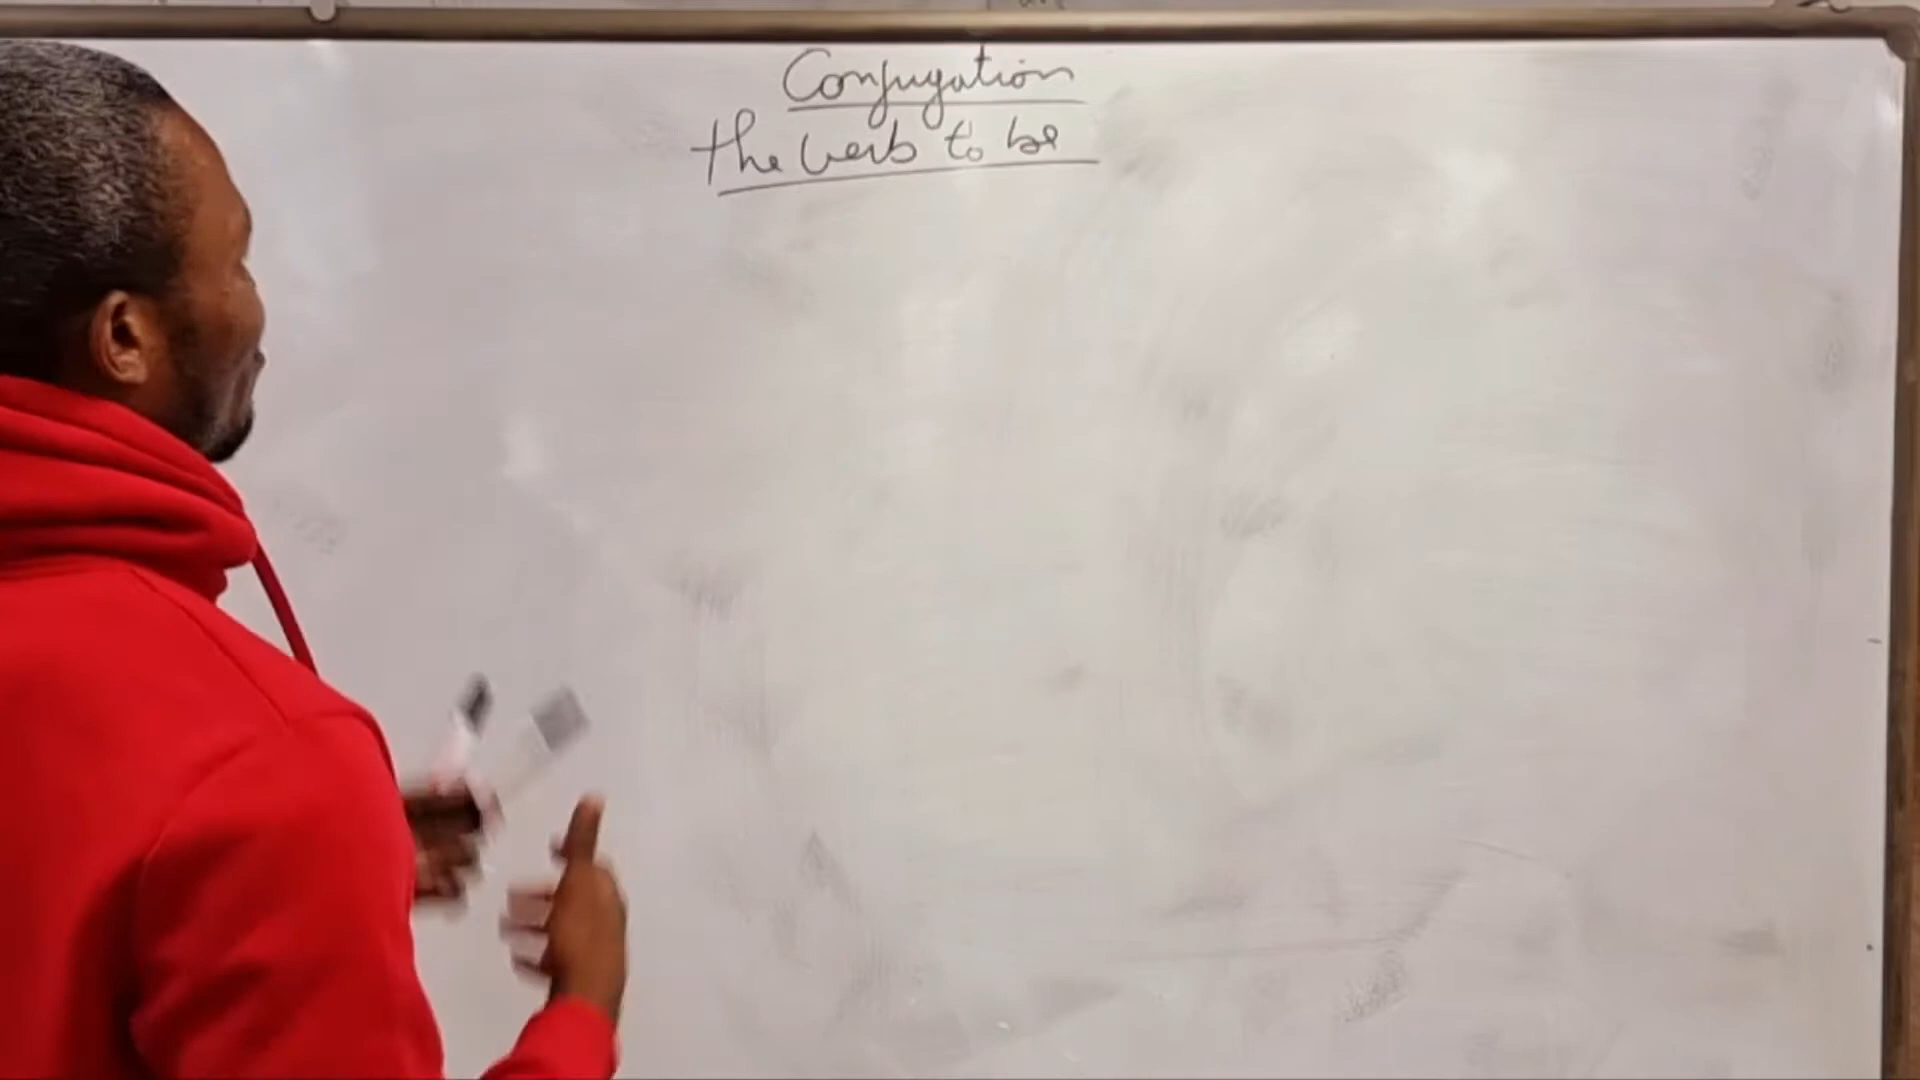 Conjugation
the verb to be